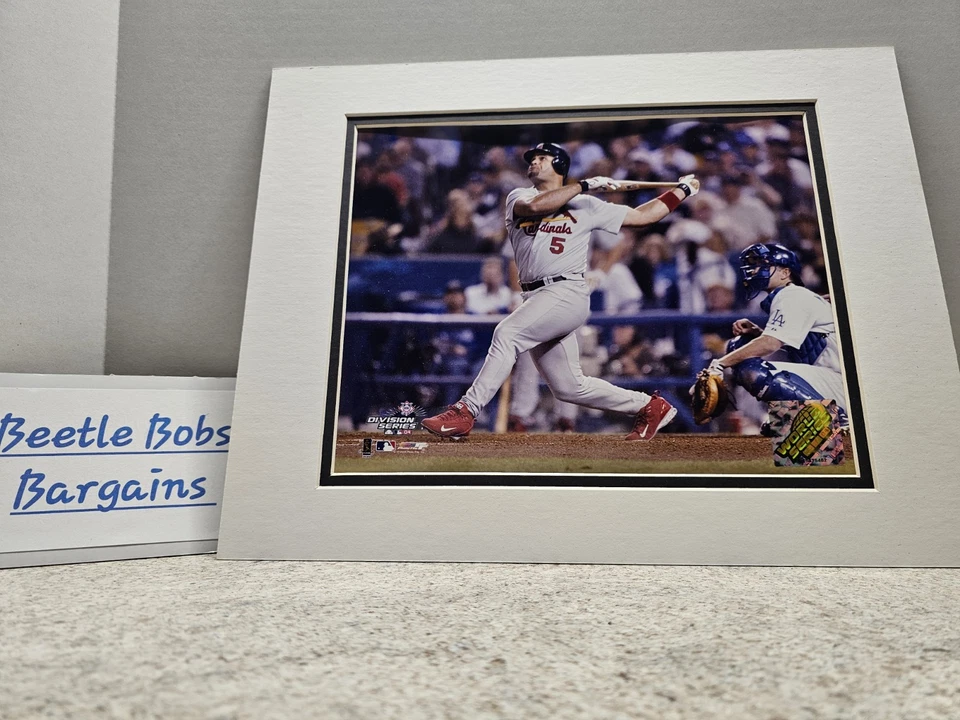 Beetle Bobs
Bargains
Cardinals
5
LA
DIVISION
SERIES